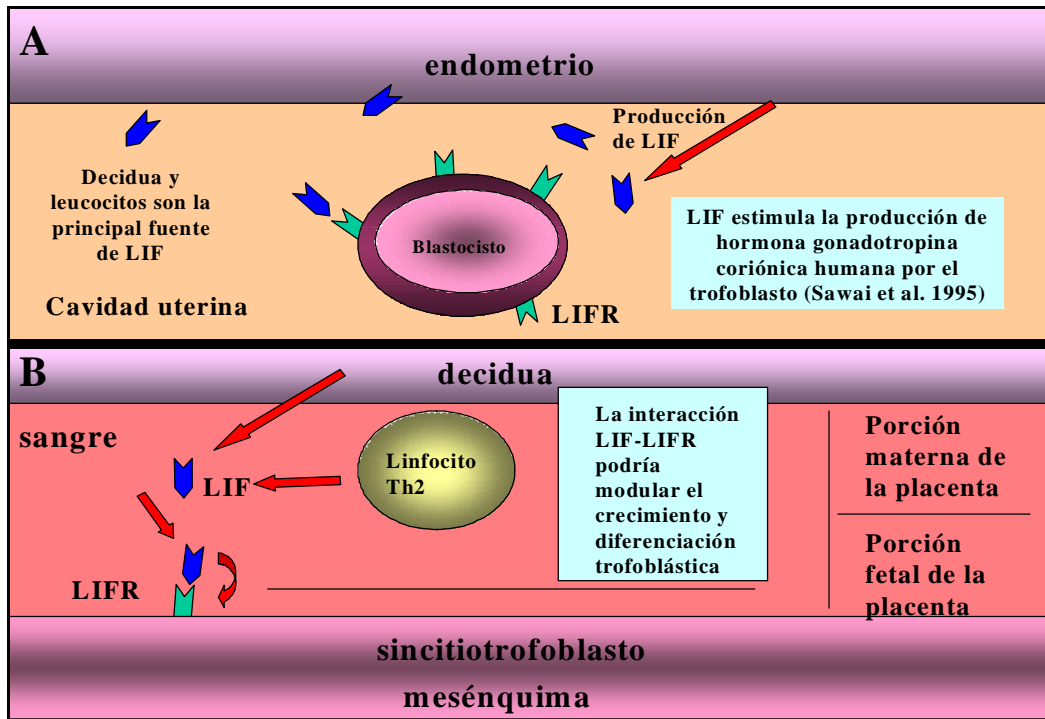 A
endometrio
Producción
de LIF
Decidua y
leucocitos son la
principal fuente
de LIF
LIF estimula la producción de
hormona gonadotropina
coriónica humana por el
trofoblasto (Sawai et al. 1995)
Blastocisto
Cavidad uterina
LIFR
B
decidua
sangre
Linfocito
Th2
LIF
La interacción
LIF-LIFR
podría
modular el
crecimiento y
diferenciación
trofoblástica
Porción
materna de
la placenta
Porción
fetal de la
placenta
LIFR
sincitiotrofoblasto
mesénquima